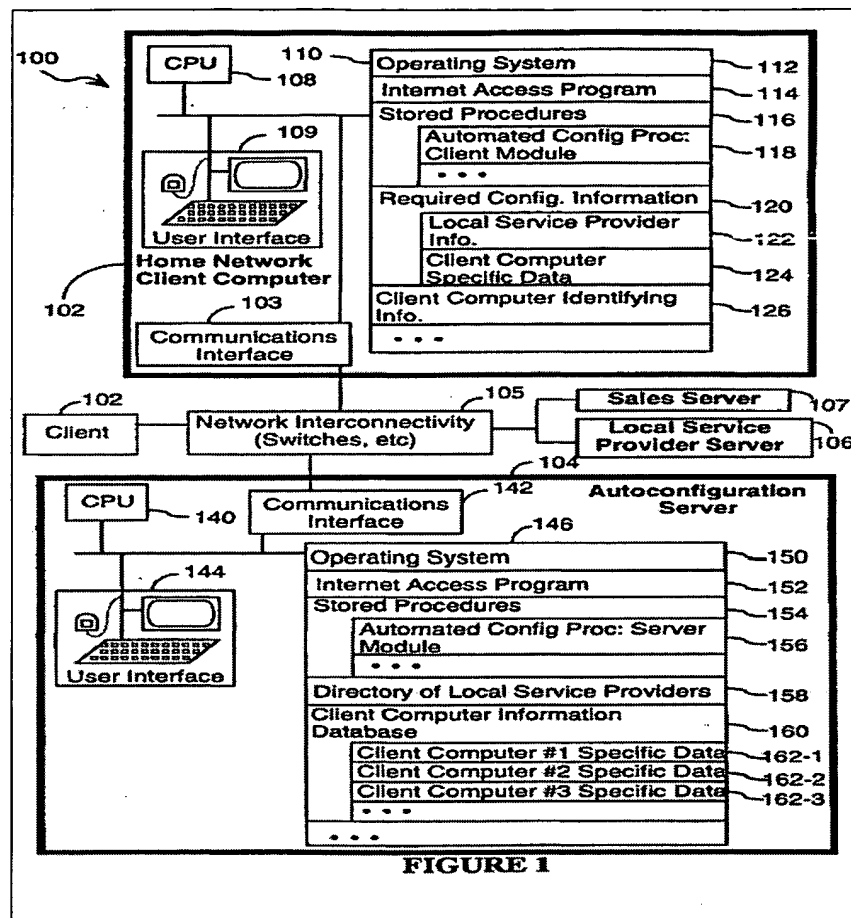 100
CPU
108
109
User Interface
Home Network
Client Computer
102
103
Communications
Interface
110
Operating System
112
Internet Access Program
114
Stored Procedures
116
Automated Config Proc:
Client Module
118
• • •
Required Config. Information
120
Local Service Provider
Info.
122
Client Computer
Specific Data
124
Client Computer Identifying
Info.
126
• • •
102
Client
105
Network Interconnectivity
(Switches, etc)
Sales Server
107
Local Service
Provider Server
106
104
Autoconfiguration
Server
CPU
140
142
Communications
Interface
144
User Interface
146
Operating System
150
Internet Access Program
152
Stored Procedures
154
Automated Config Proc: Server
Module
156
• • •
Directory of Local Service Providers
158
Client Computer Information
Database
160
Client Computer #1 Specific Data
162-1
Client Computer #2 Specific Data
162-2
Client Computer #3 Specific Data
162-3
• • •
• • •
FIGURE 1